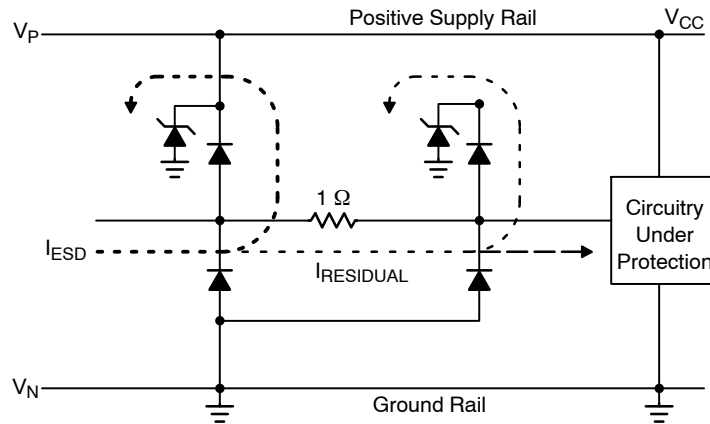 Positive Supply Rail
V_P
V_CC
1 Ω
I_ESD
I_RESIDUAL
Circuitry
Under
Protection
V_N
Ground Rail